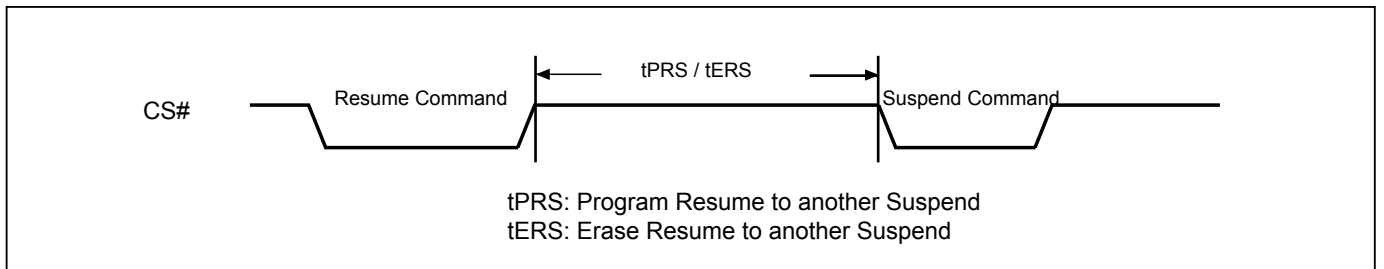 tPRS / tERS
CS#
Resume Command
Suspend Command
tPRS: Program Resume to another Suspend
tERS: Erase Resume to another Suspend